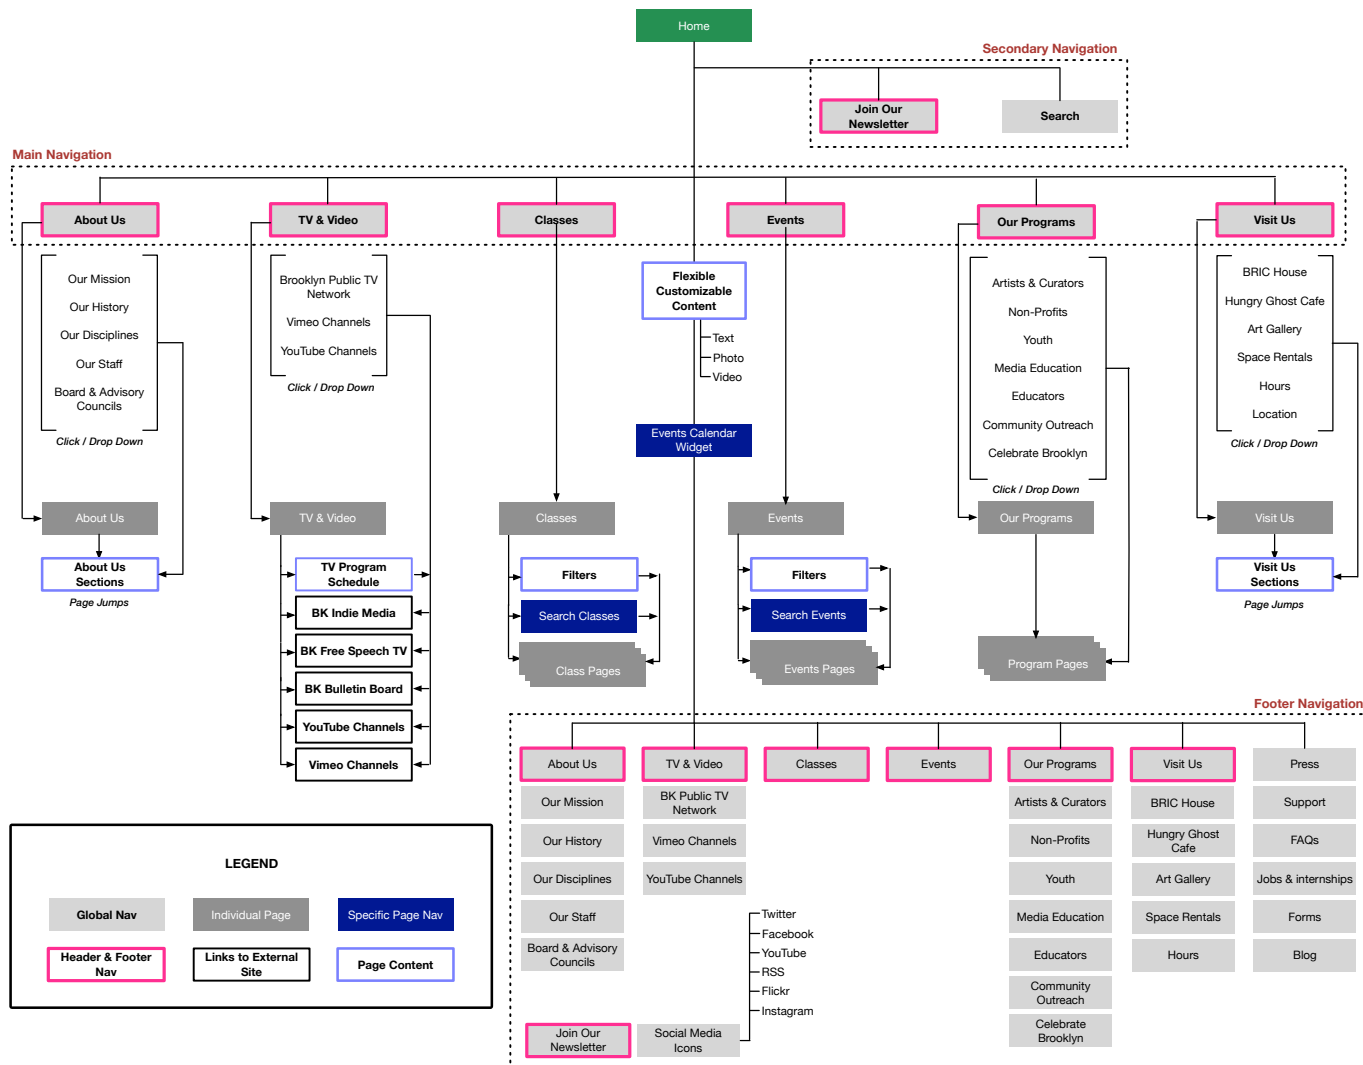 Home
Secondary Navigation
Join Our
Newsletter
Search
Main Navigation
About Us
TV & Video
Classes
Events
Our Programs
Visit Us
Our Mission
Our History
Our Disciplines
Our Staff
Board & Advisory
Councils
Click / Drop Down
Brooklyn Public TV
Network
Vimeo Channels
YouTube Channels
Click / Drop Down
Flexible
Customizable
Content
Text
Photo
Video
Events Calendar
Widget
Artists & Curators
Non-Profits
Youth
Media Education
Educators
Community Outreach
Celebrate Brooklyn
Click / Drop Down
BRIC House
Hungry Ghost Cafe
Art Gallery
Space Rentals
Hours
Location
Click / Drop Down
About Us
About Us
Sections
Page Jumps
TV & Video
TV Program
Schedule
BK Indie Media
BK Free Speech TV
BK Bulletin Board
YouTube Channels
Vimeo Channels
Classes
Filters
Search Classes
Class Pages
Events
Filters
Search Events
Events Pages
Our Programs
Program Pages
Visit Us
Visit Us
Sections
Page Jumps
Footer Navigation
About Us
Our Mission
Our History
Our Disciplines
Our Staff
Board & Advisory
Councils
Join Our
Newsletter
TV & Video
BK Public TV
Network
Vimeo Channels
YouTube Channels
Social Media
Icons
Twitter
Facebook
YouTube
RSS
Flickr
Instagram
Classes
Events
Our Programs
Artists & Curators
Non-Profits
Youth
Media Education
Educators
Community
Outreach
Celebrate
Brooklyn
Visit Us
BRIC House
Hungry Ghost
Cafe
Art Gallery
Space Rentals
Hours
Press
Support
FAQs
Jobs & internships
Forms
Blog
LEGEND
Global Nav
Individual Page
Specific Page Nav
Header & Footer
Nav
Links to External
Site
Page Content